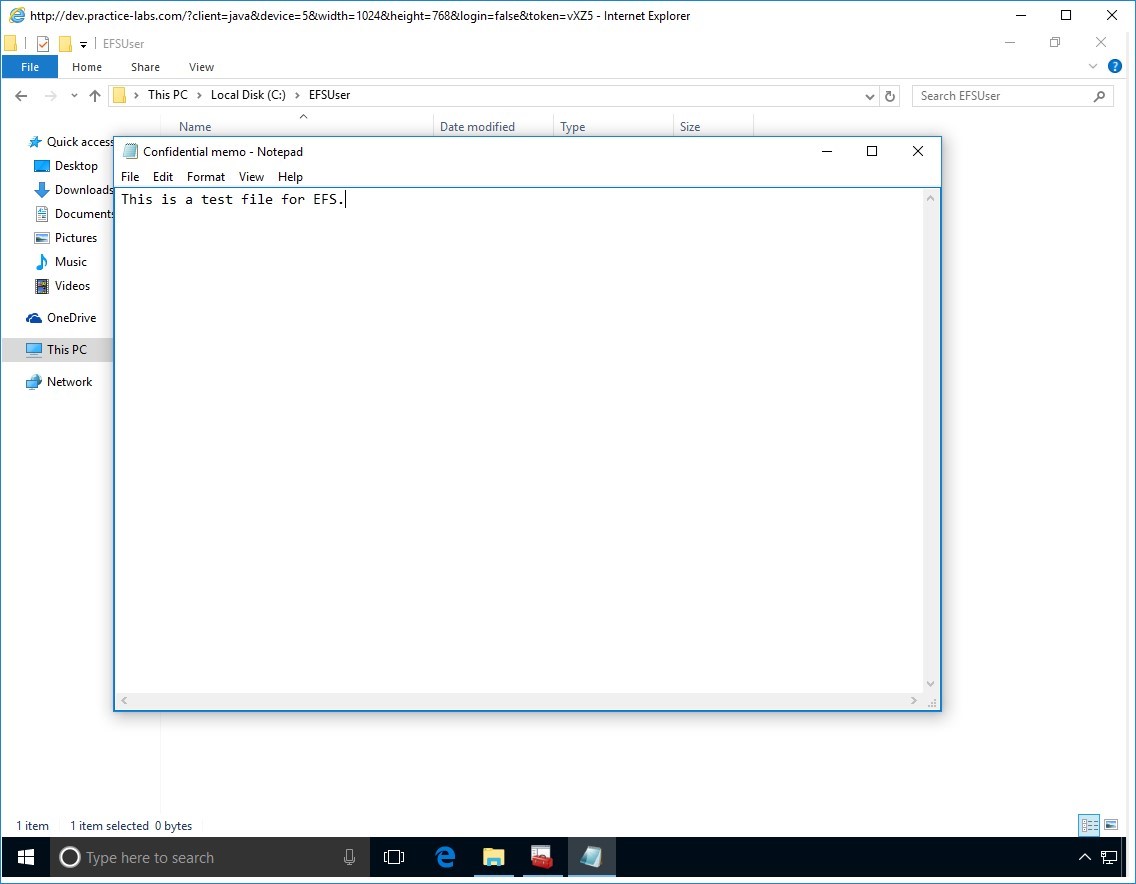 http://dev.practice-labs.com/?client=java&device=5&width=1024&height=768&login=false&token=vXZ5 - Internet Explorer
EFSUser
File Home Share View
This PC Local Disk (C:) EFSUser
Search EFSUser
Name Date modified Type Size
Quick access
Desktop
Downloads
Documents
Pictures
Music
Videos
OneDrive
This PC
Network
Confidential memo - Notepad
File Edit Format View Help
This is a test file for EFS.
1 item 1 item selected 0 bytes
Type here to search